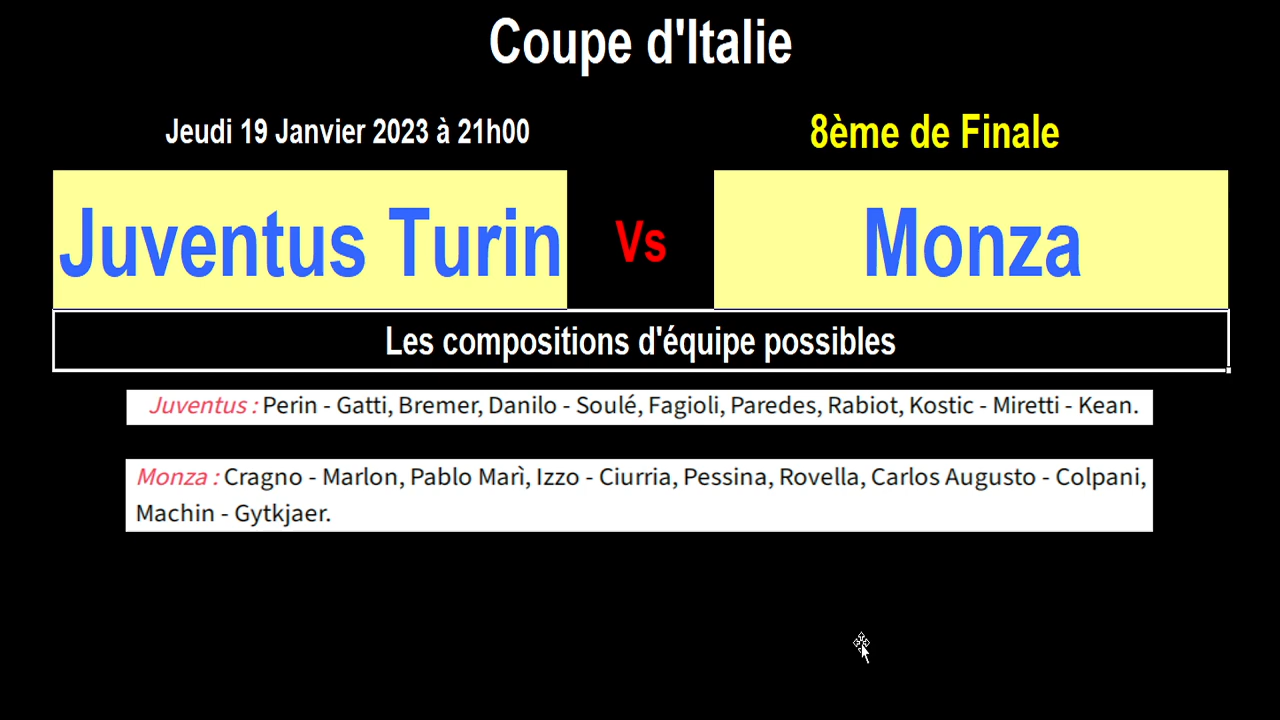 Coupe d'Italie
Jeudi 19 Janvier 2023 à 21h00
8ème de Finale
Juventus Turin
Vs
Monza
Les compositions d'équipe possibles
Juventus : Perin - Gatti, Bremer, Danilo - Soulé, Fagioli, Paredes, Rabiot, Kostic - Miretti - Kean.
Monza : Cragno - Marlon, Pablo Marì, Izzo - Ciurria, Pessina, Rovella, Carlos Augusto - Colpani,
Machin - Gytkjaer.